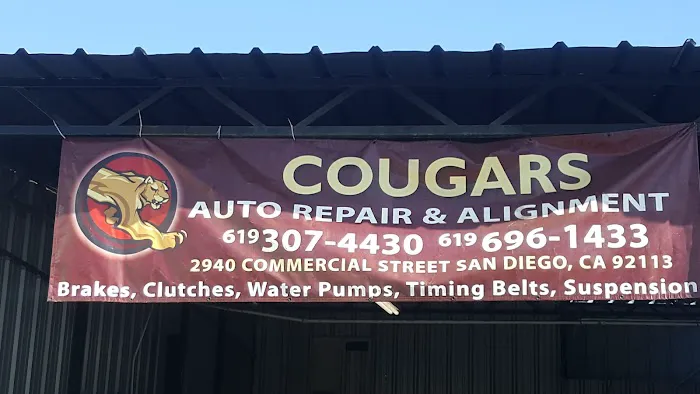 COUGARS
AUTO REPAIR & ALIGNMENT
619 307-4430 619 696-1433
2940 COMMERCIAL STREET SAN DIEGO, CA 92113
Brakes, Clutches, Water Pumps, Timing Belts, Suspension